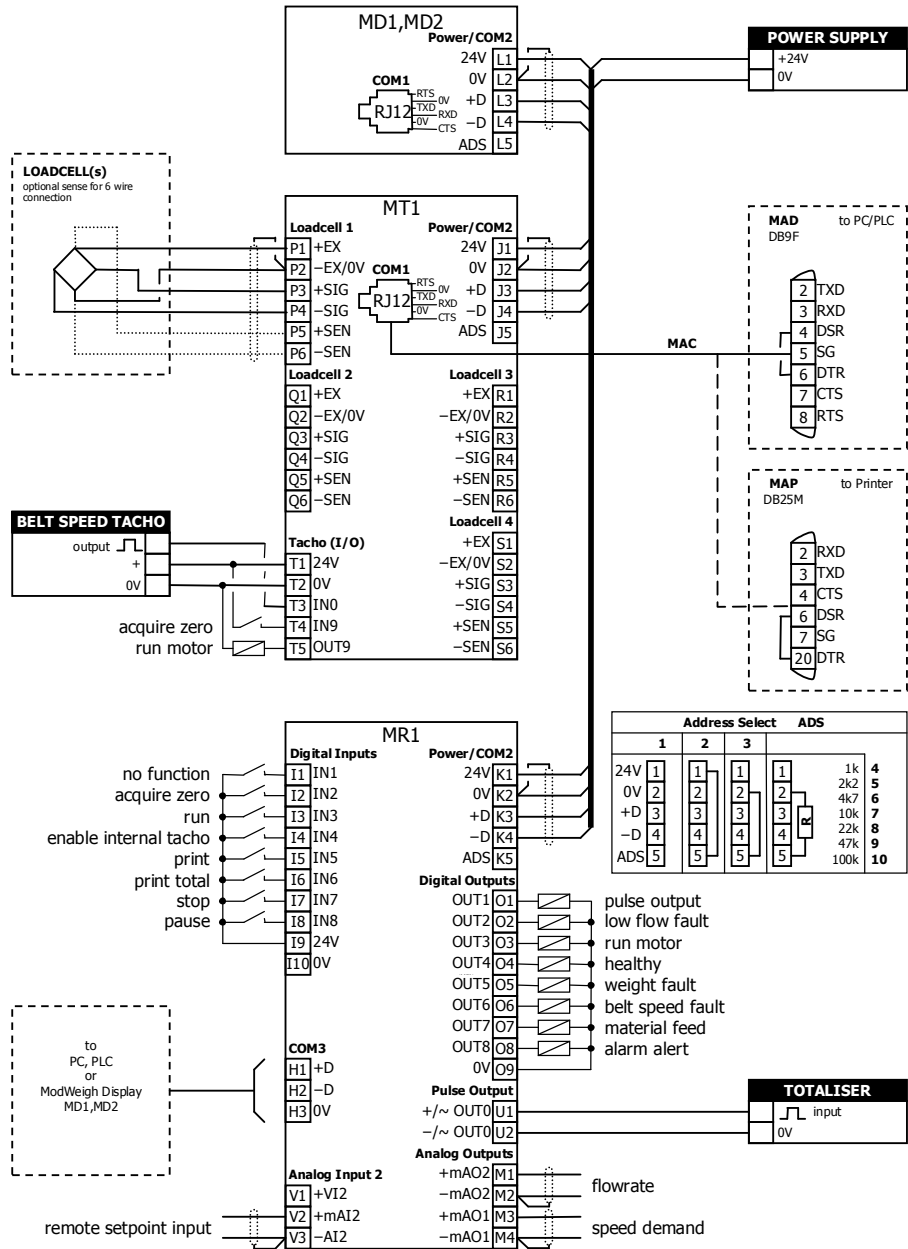 MD1,MD2
Power/COM2
24V L1
0V L2
+D L3
−D L4
ADS L5
COM1
RJ12
RTS
0V
TXD
RXD
0V
CTS
POWER SUPPLY
+24V
0V
LOADCELL(s)
optional sense for 6 wire
connection
MT1
Loadcell 1
P1 +EX
P2 −EX/0V
P3 +SIG
P4 −SIG
P5 +SEN
P6 −SEN
Power/COM2
24V J1
0V J2
+D J3
−D J4
ADS J5
COM1
RJ12
RTS
0V
TXD
RXD
0V
CTS
MAC
Loadcell 2
Q1 +EX
Q2 −EX/0V
Q3 +SIG
Q4 −SIG
Q5 +SEN
Q6 −SEN
Loadcell 3
+EX R1
−EX/0V R2
+SIG R3
−SIG R4
+SEN R5
−SEN R6
Loadcell 4
+EX S1
−EX/0V S2
+SIG S3
−SIG S4
+SEN S5
−SEN S6
Tacho (I/O)
T1 24V
T2 0V
T3 IN0
T4 IN9
T5 OUT9
BELT SPEED TACHO
output
+
0V
acquire zero
run motor
MAD to PC/PLC
DB9F
2 TXD
3 RXD
4 DSR
5 SG
6 DTR
7 CTS
8 RTS
MAP to Printer
DB25M
2 RXD
3 TXD
4 CTS
6 DSR
7 SG
20 DTR
Address Select ADS
1 2 3
24V 1 1 1 1 1k 4
0V 2 2 2 2 2k2 5
+D 3 3 3 3 4k7 6
−D 4 4 4 4 10k 7
ADS 5 5 5 5 22k 8
R 47k 9
100k 10
MR1
Digital Inputs
no function I1 IN1
acquire zero I2 IN2
run I3 IN3
enable internal tacho I4 IN4
print I5 IN5
print total I6 IN6
stop I7 IN7
pause I8 IN8
I9 24V
I10 0V
Power/COM2
24V K1
0V K2
+D K3
−D K4
ADS K5
Digital Outputs
OUT1 O1 pulse output
OUT2 O2 low flow fault
OUT3 O3 run motor
OUT4 O4 healthy
OUT5 O5 weight fault
OUT6 O6 belt speed fault
OUT7 O7 material feed
OUT8 O8 alarm alert
0V O9
to
PC, PLC
or
ModWeigh Display
MD1,MD2
COM3
H1 +D
H2 −D
H3 0V
Pulse Output
+/~ OUT0 U1
−/~ OUT0 U2
TOTALISER
input
0V
Analog Outputs
+mAO2 M1
−mAO2 M2
flowrate
+mAO1 M3
−mAO1 M4
speed demand
Analog Input 2
V1 +VI2
V2 +mAI2
V3 −AI2
remote setpoint input